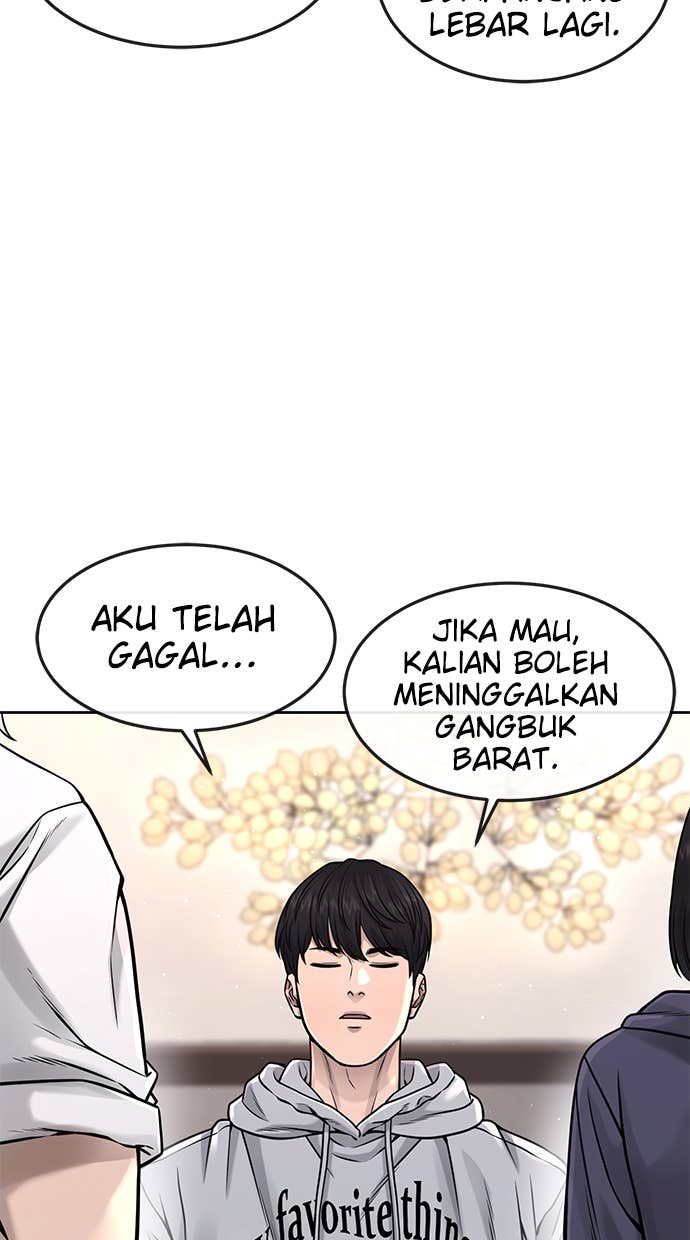 LEBAR LAGI.
AKU TELAH
GAGAL...
JIKA MAU,
KALIAN BOLEH
MENINGGALKAN
GANGBUK
BARAT.
favorite thin